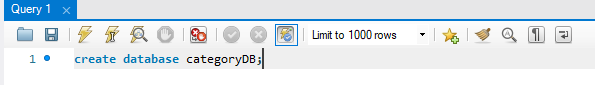 Query 1
Limit to 1000 rows
1
create database categoryDB;